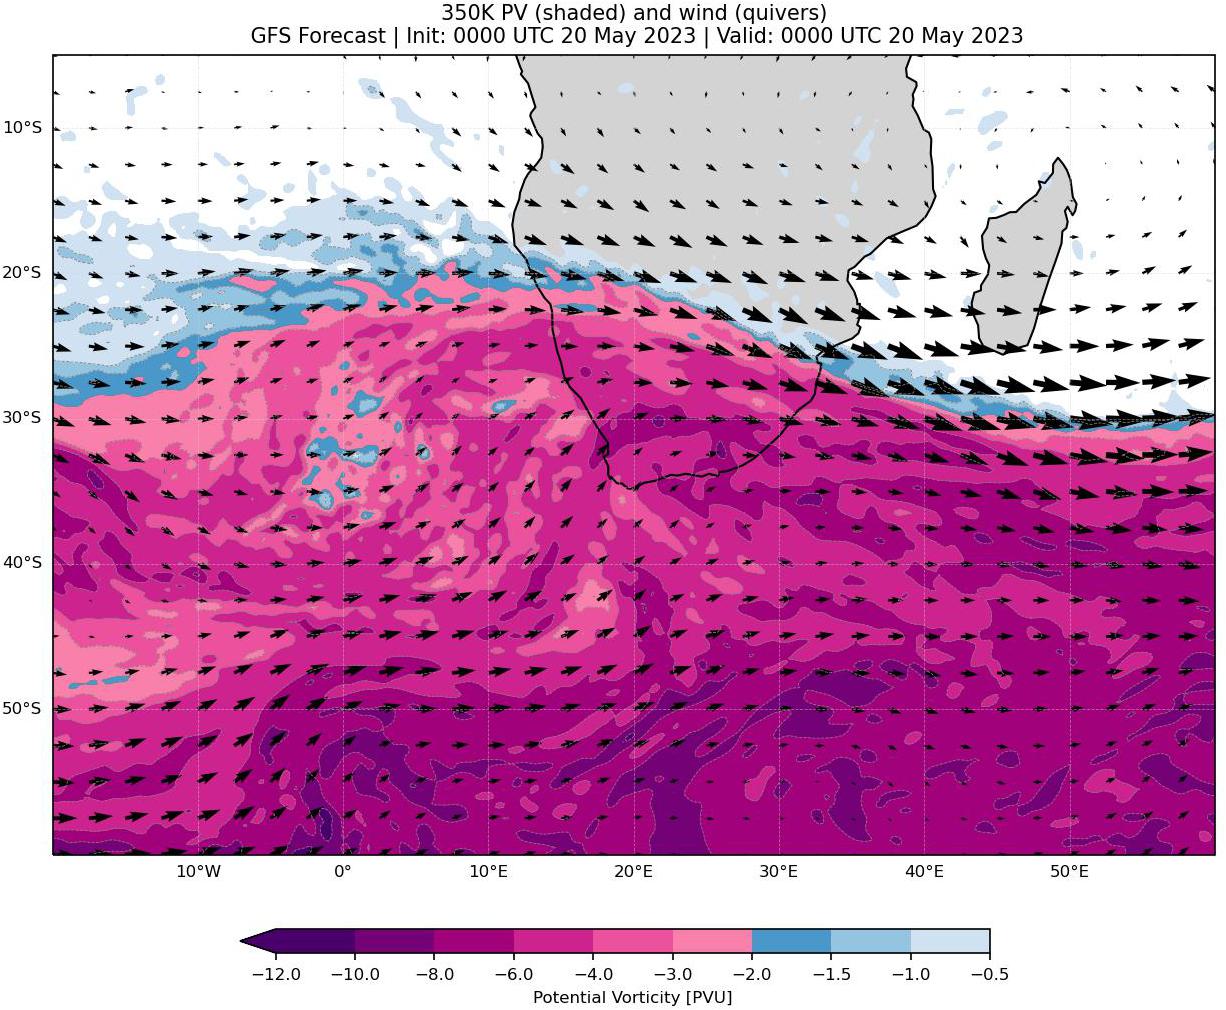 350K PV (shaded) and wind (quivers)
GFS Forecast | Init: 0000 UTC 20 May 2023 | Valid: 0000 UTC 20 May 2023
10°S
20°S
30°S
40°S
50°S
10°W 0° 10°E 20°E 30°E 40°E 50°E
−12.0 −10.0 −8.0 −6.0 −4.0 −3.0 −2.0 −1.5 −1.0 −0.5
Potential Vorticity [PVU]